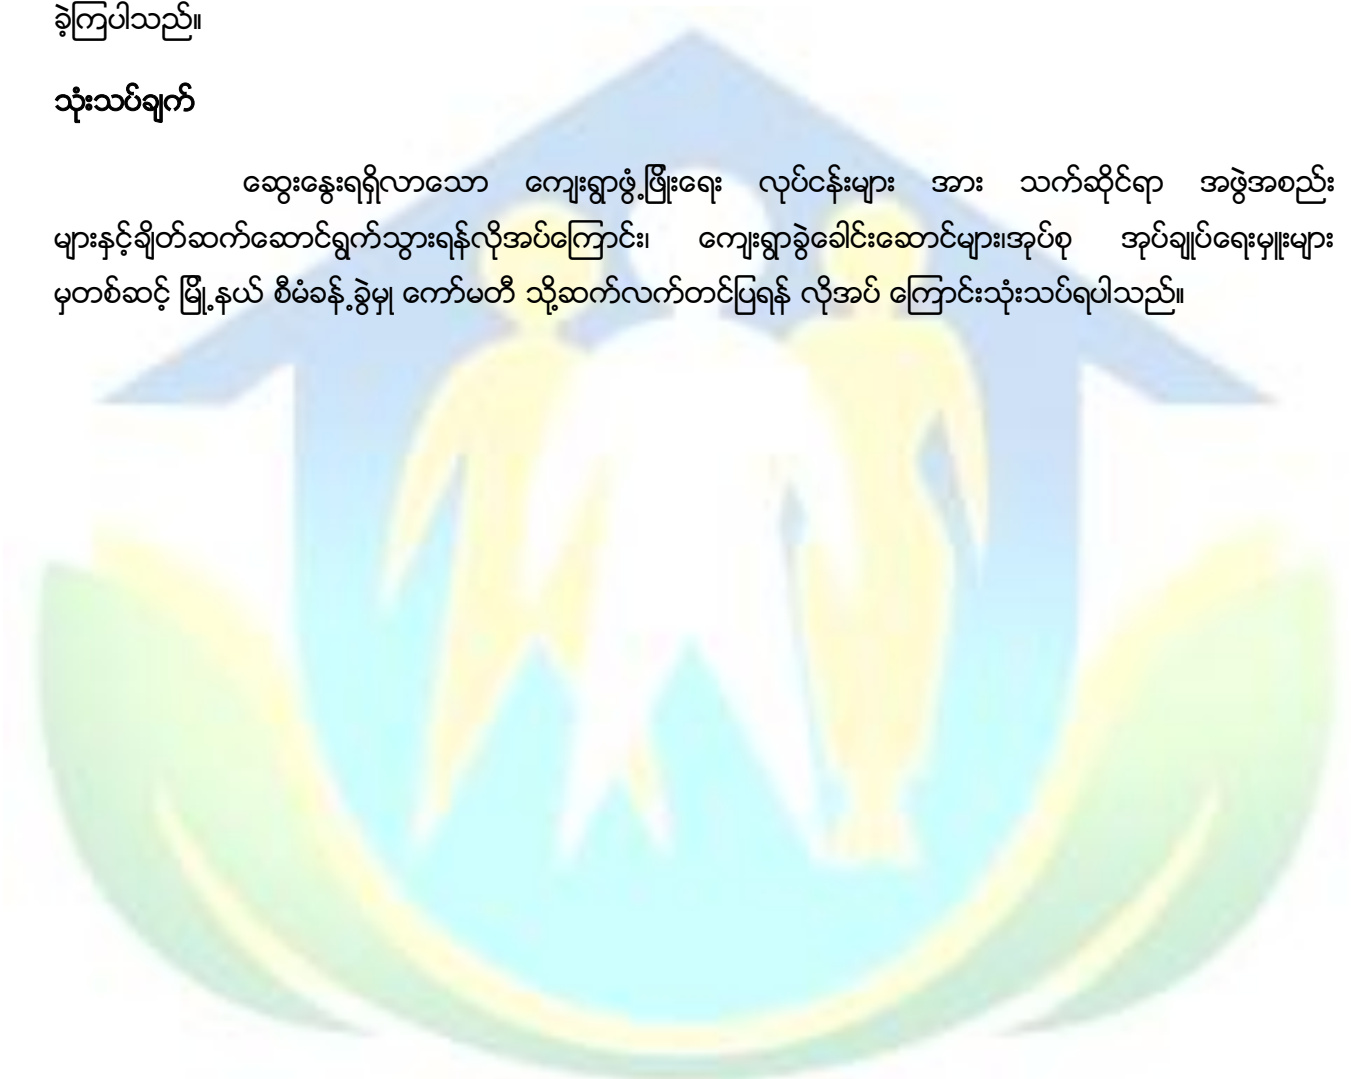 ခဲ့ကြပါသည်။
သုံးသပ်ချက်
ဆွေးနွေးရရှိလာသော ကျေးရွာဖွံ့ဖြိုးရေး လုပ်ငန်းများ အား သက်ဆိုင်ရာ အဖွဲအစည်း
များနှင့်ချိတ်ဆက်ဆောင်ရွက်သွားရန်လိုအပ်ကြောင်း၊ ကျေးရွာခွဲခေါင်းဆောင်များ၊အုပ်စု အုပ်ချုပ်ရေးမှူးများ
မှတစ်ဆင့် မြို့နယ် စီမံခန့်ခွဲမှု ကော်မတီ သို့ဆက်လက်တင်ပြရန် လိုအပ် ကြောင်းသုံးသပ်ရပါသည်။